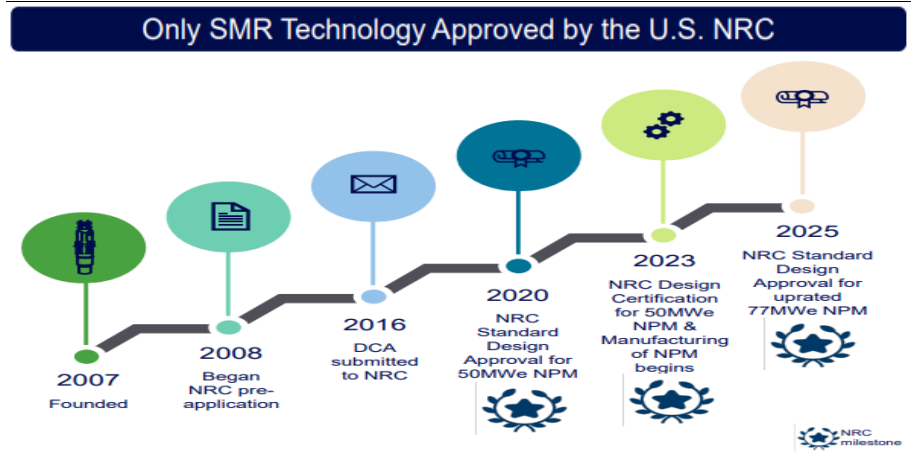 Only SMR Technology Approved by the U.S. NRC
2007
Founded
2008
Began
NRC pre-
application
2016
DCA
submitted
to NRC
2020
NRC
Standard
Design
Approval for
50MWe NPM
2023
NRC Design
Certification
for 50MWe
NPM &
Manufacturing
of NPM
begins
2025
NRC Standard
Design
Approval for
uprated
77MWe NPM
NRC
milestone